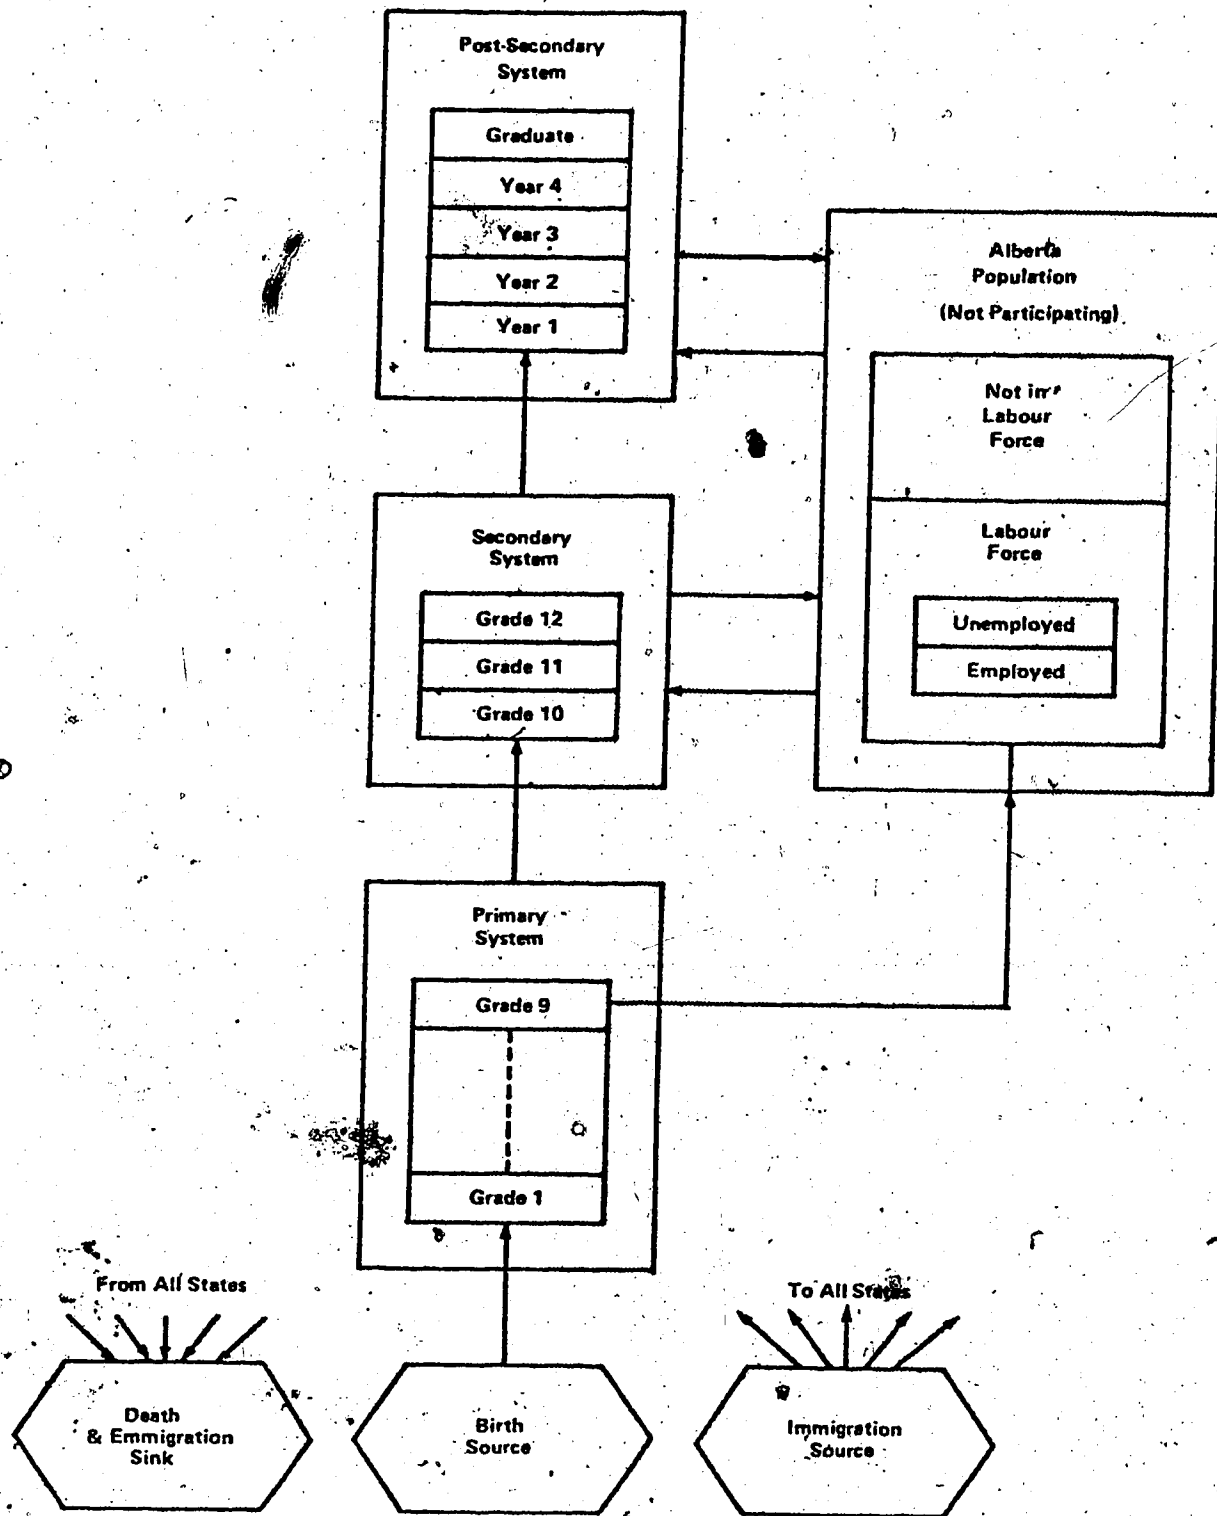 Post-Secondary
System
Graduate
Year 4
Year 3
Year 2
Year 1
Alberta
Population
(Not Participating)
Not in
Labour
Force
Labour
Force
Unemployed
Employed
Secondary
System
Grade 12
Grade 11
Grade 10
Primary
System
Grade 9
Grade 1
From All States
To All States
Death
& Emmigration
Sink
Birth
Source
Immigration
Source